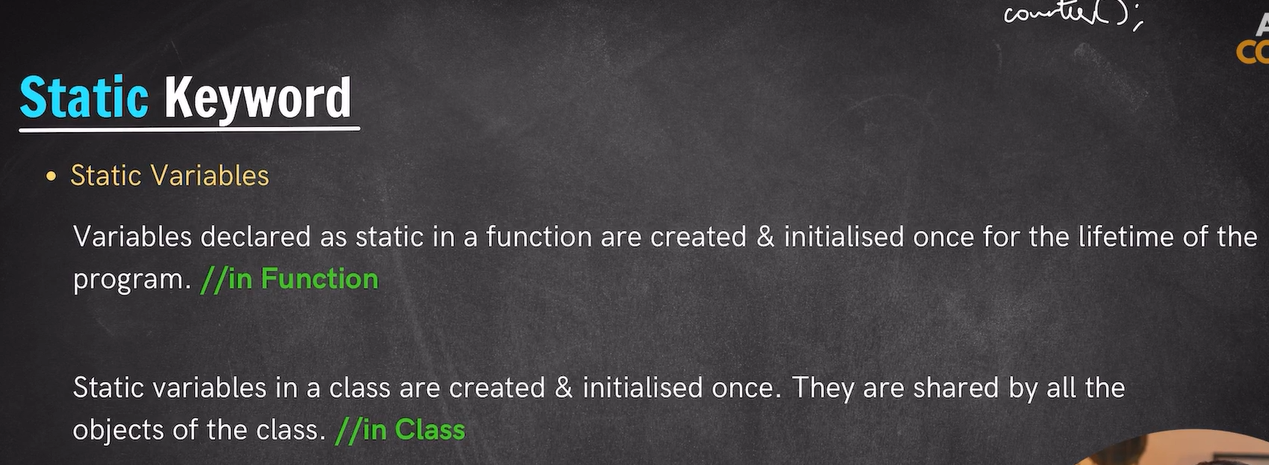 counter();
A
CO
Static Keyword
• Static Variables
Variables declared as static in a function are created & initialised once for the lifetime of the
program. //in Function
Static variables in a class are created & initialised once. They are shared by all the
objects of the class. //in Class